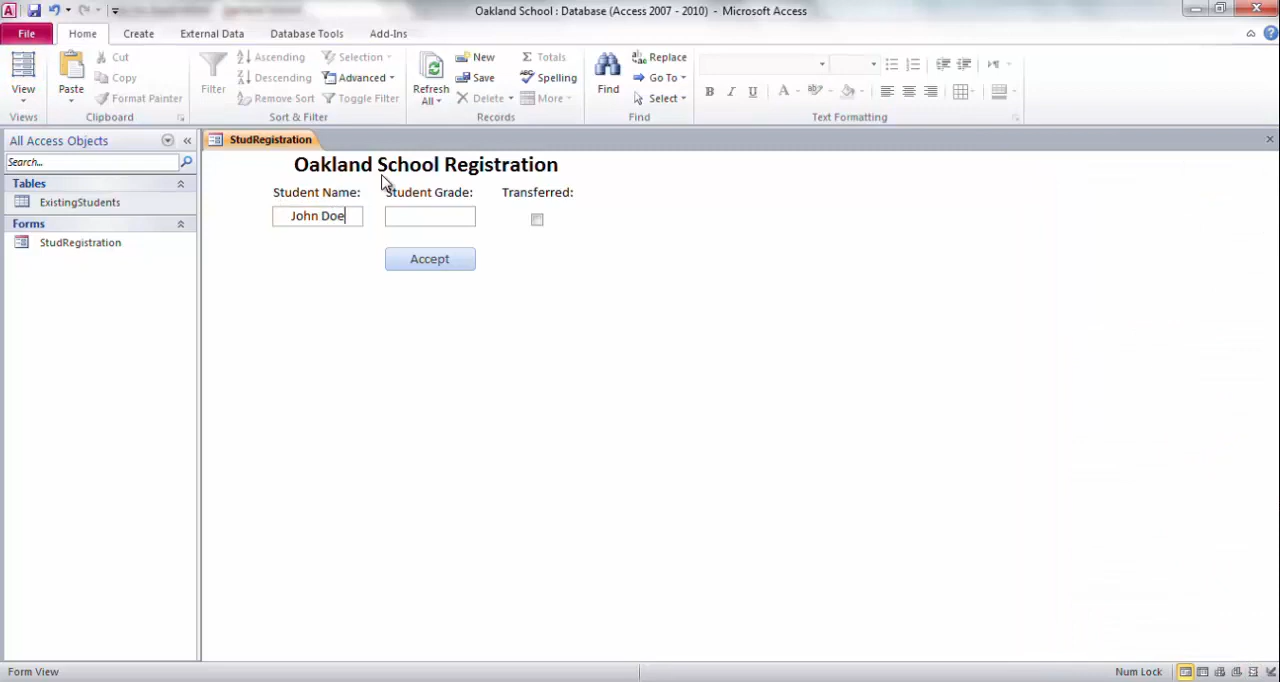 Oakland School : Database (Access 2007 - 2010) - Microsoft Access
File Home Create External Data Database Tools Add-Ins
View
Views
Paste
Cut
Copy
Format Painter
Clipboard
Filter
Ascending
Descending
Remove Sort
Selection
Advanced
Toggle Filter
Sort & Filter
Refresh
All
New
Save
Delete
Totals
Spelling
More
Records
Find
Replace
Go To
Select
Find
B I U A
Text Formatting
All Access Objects
Search...
Tables
ExistingStudents
Forms
StudRegistration
StudRegistration
Oakland School Registration
Student Name: Student Grade: Transferred:
John Doe
Accept
Form View
Num Lock